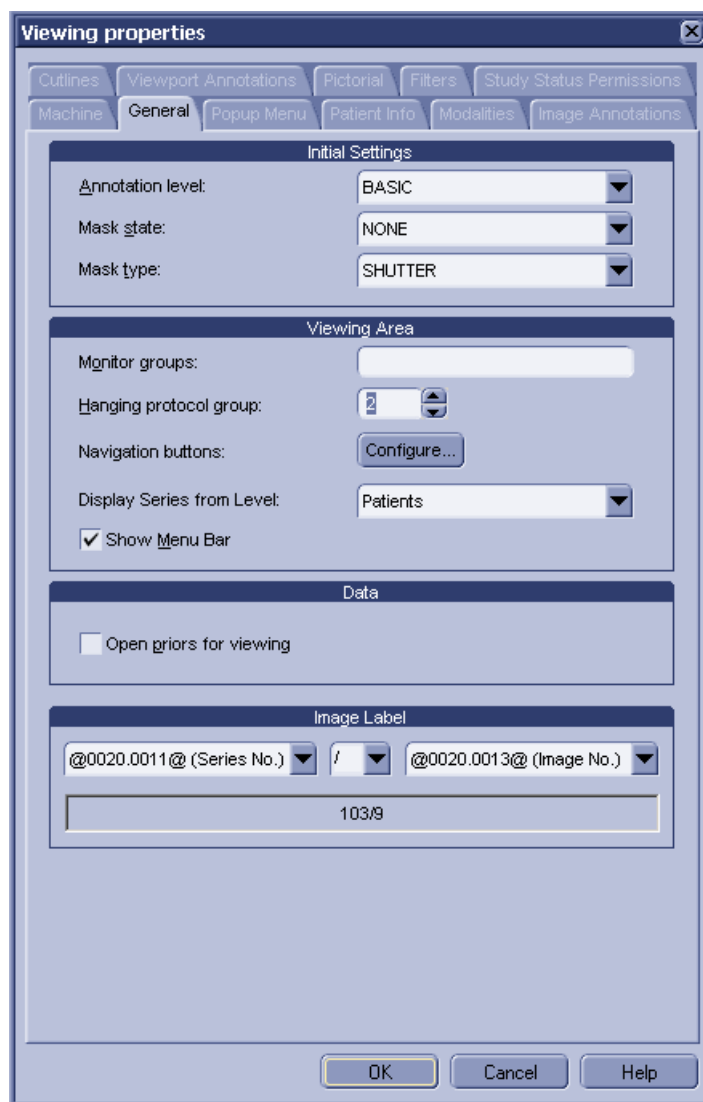 Viewing properties
Cutlines Viewport Annotations Pictorial Filters Study Status Permissions
Machine General Popup Menu Patient Info Modalities Image Annotations
Initial Settings
Annotation level: BASIC
Mask state: NONE
Mask type: SHUTTER
Viewing Area
Monitor groups:
Hanging protocol group: 2
Navigation buttons: Configure...
Display Series from Level: Patients
Show Menu Bar
Data
Open priors for viewing
Image Label
@0020.0011@ (Series No.) / @0020.0013@ (Image No.)
103/9
OK Cancel Help